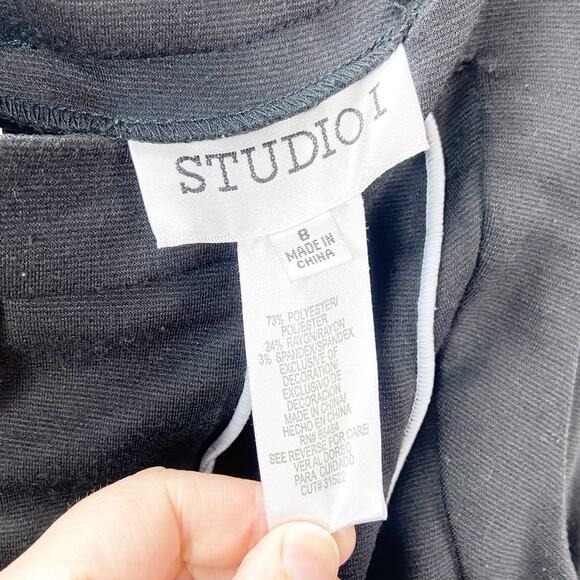 STUDIO I
8
MADE IN
CHINA
73% POLYESTER/
POLIESTER
24% RAYON/RAYON
3% SPANDEX/SPANDEX
EXCLUSIVE OF
DECORATION/
EXCLUSIVO DE
DECORACION
MADE IN CHINA/
HECHO EN CHINA
RN#
SEE REVERSE FOR CARE/
VER AL DORSO
PARA CUIDADO
CUT# 31522